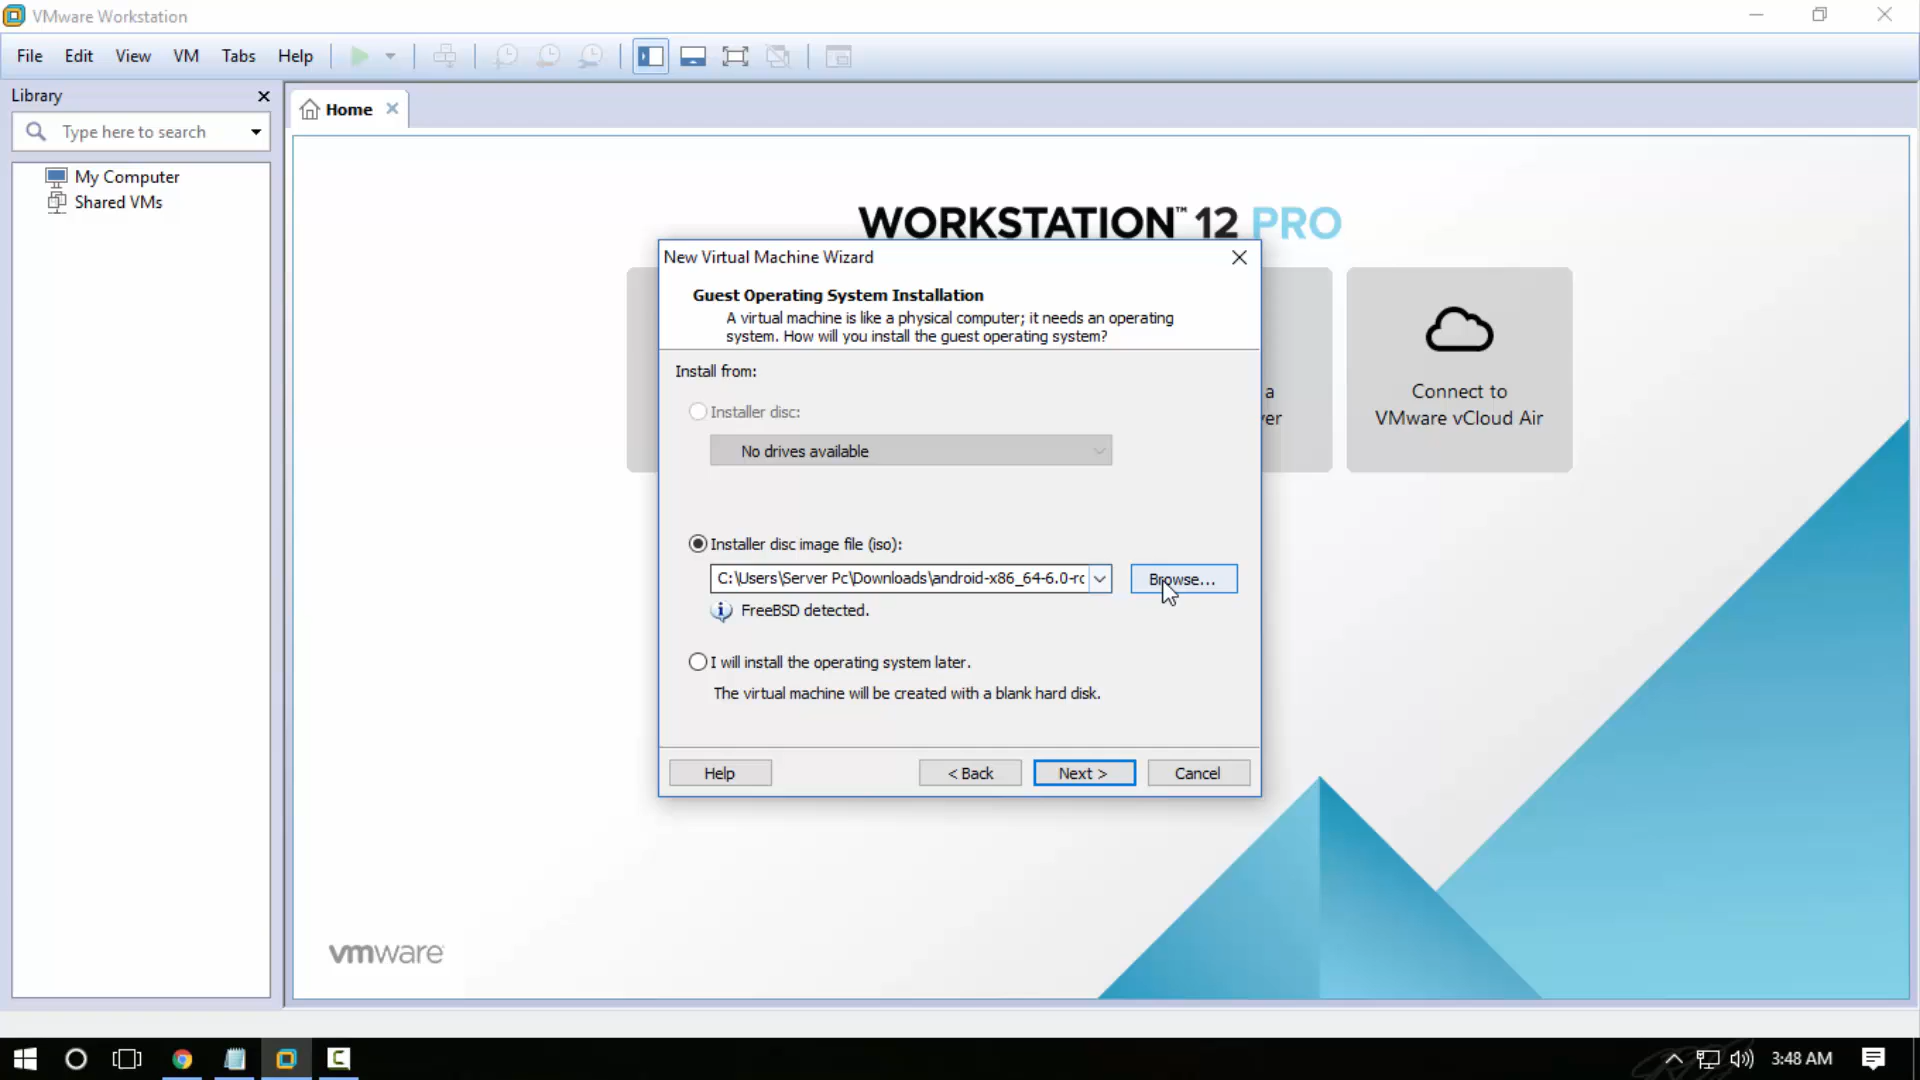 VMware Workstation
File Edit View VM Tabs Help
Library
Type here to search
My Computer
Shared VMs
Home
WORKSTATION™ 12 PRO
Connect to
VMware vCloud Air
a
er
New Virtual Machine Wizard
Guest Operating System Installation
A virtual machine is like a physical computer; it needs an operating
system. How will you install the guest operating system?
Install from:
Installer disc:
No drives available
Installer disc image file (iso):
C:\Users\Server Pc\Downloads\android-x86_64-6.0-rc
Browse...
FreeBSD detected.
I will install the operating system later.
The virtual machine will be created with a blank hard disk.
Help < Back Next > Cancel
vmware
3:48 AM